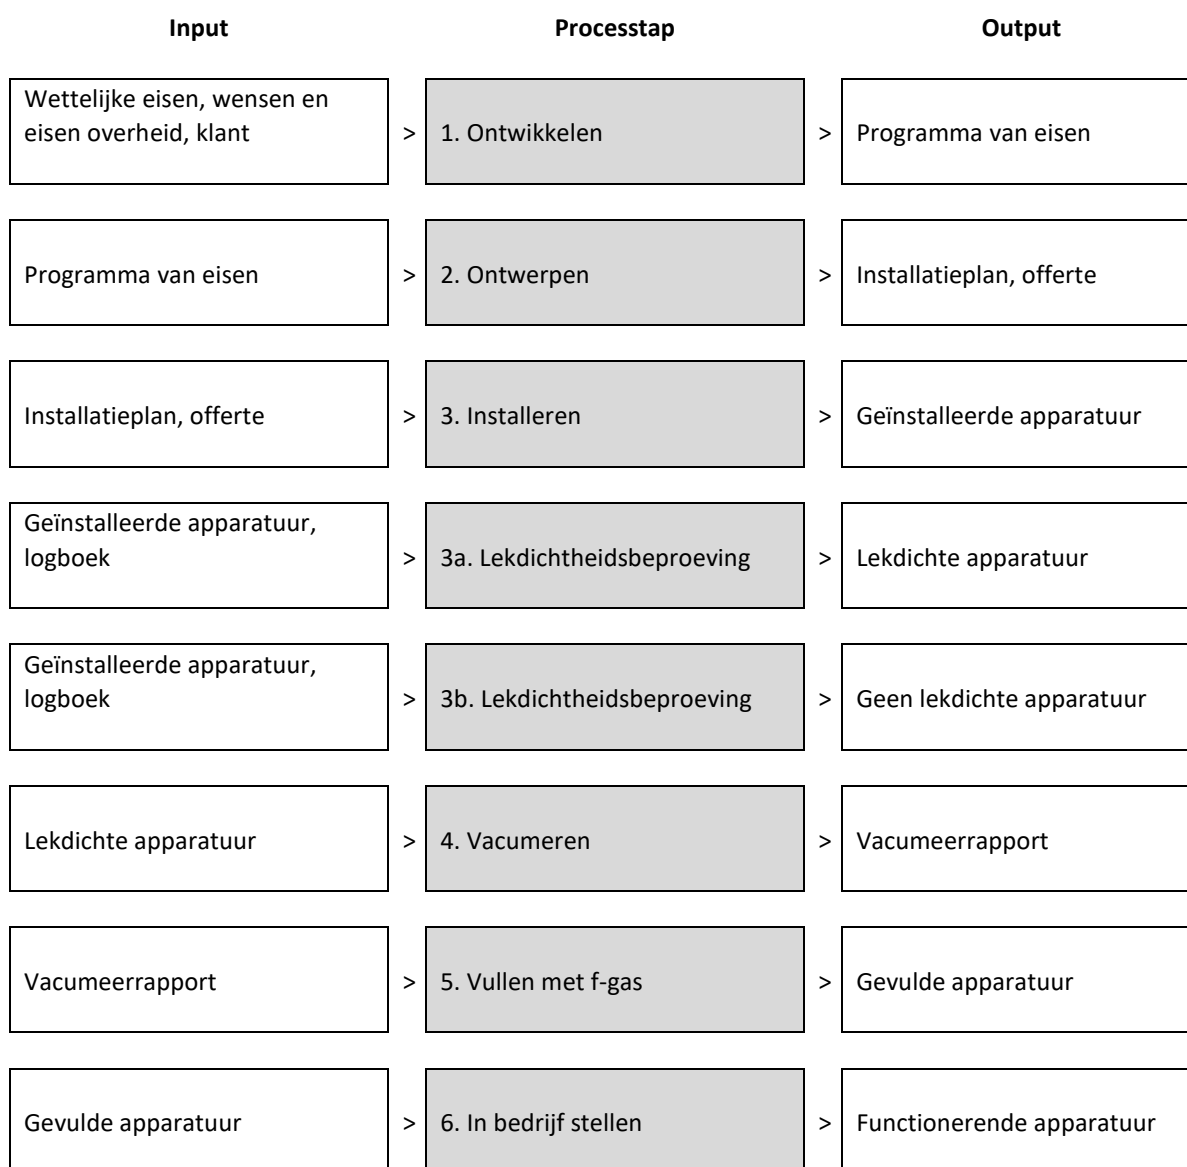 Input Processtap Output
Wettelijke eisen, wensen en
eisen overheid, klant > 1. Ontwikkelen > Programma van eisen
Programma van eisen > 2. Ontwerpen > Installatieplan, offerte
Installatieplan, offerte > 3. Installeren > Geïnstalleerde apparatuur
Geïnstalleerde apparatuur,
logboek > 3a. Lekdichtheidsbeproeving > Lekdichte apparatuur
Geïnstalleerde apparatuur,
logboek > 3b. Lekdichtheidsbeproeving > Geen lekdichte apparatuur
Lekdichte apparatuur > 4. Vacumeren > Vacumeerrapport
Vacumeerrapport > 5. Vullen met f-gas > Gevulde apparatuur
Gevulde apparatuur > 6. In bedrijf stellen > Functionerende apparatuur